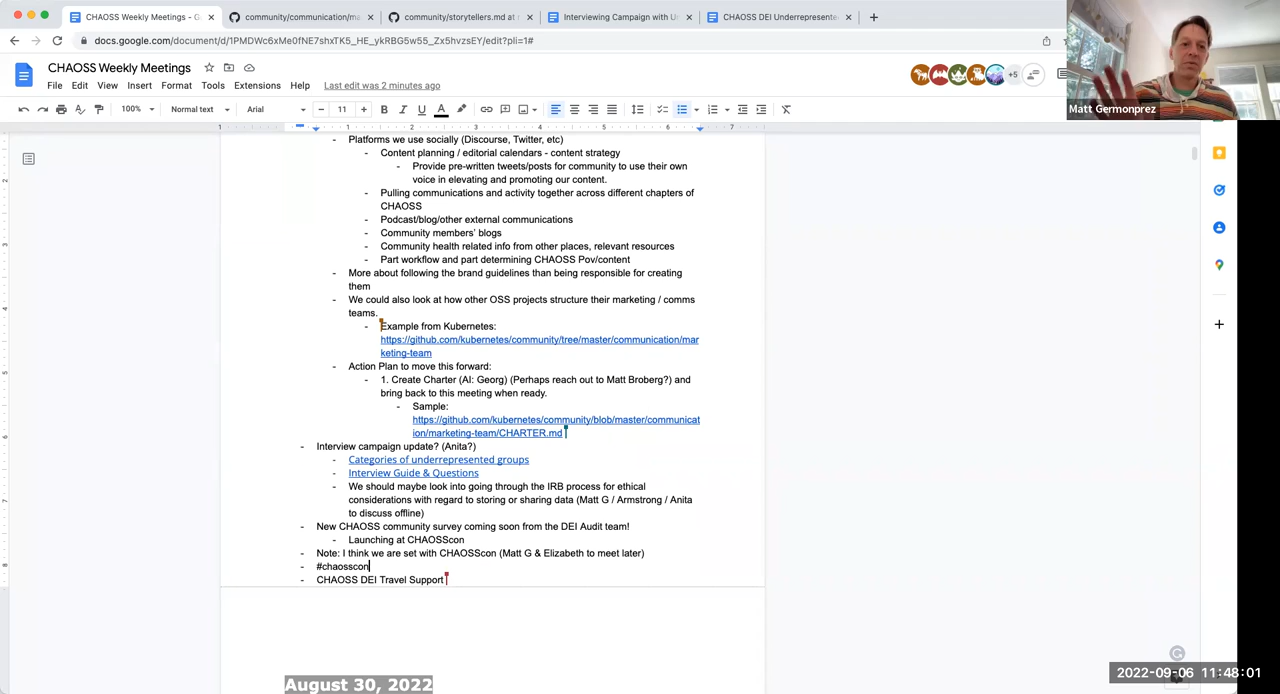 CHAOSS Weekly Meetings - G
community/communication/ma
community/storytellers.md at
Interviewing Campaign with U
CHAOSS DEI Underrepresente
docs.google.com/document/d/1PMDWc6xMe0fNE7shxTK5_HE_ykRBG5w55_Zx5hvzsEY/edit?pli=1#
CHAOSS Weekly Meetings
File Edit View Insert Format Tools Extensions Help Last edit was 2 minutes ago
+5
Matt Germonprez
100% Normal text Arial 11 B I U A
1 1 2 3 4 5 6 7
- Platforms we use socially (Discourse, Twitter, etc)
- Content planning / editorial calendars - content strategy
- Provide pre-written tweets/posts for community to use their own
voice in elevating and promoting our content.
- Pulling communications and activity together across different chapters of
CHAOSS
- Podcast/blog/other external communications
- Community members' blogs
- Community health related info from other places, relevant resources
- Part workflow and part determining CHAOSS Pov/content
- More about following the brand guidelines than being responsible for creating
them
- We could also look at how other OSS projects structure their marketing / comms
teams.
- Example from Kubernetes:
https://github.com/kubernetes/community/tree/master/communication/mar
keting-team
- Action Plan to move this forward:
- 1. Create Charter (AI: Georg) (Perhaps reach out to Matt Broberg?) and
bring back to this meeting when ready.
- Sample:
https://github.com/kubernetes/community/blob/master/communicat
ion/marketing-team/CHARTER.md
- Interview campaign update? (Anita?)
- Categories of underrepresented groups
- Interview Guide & Questions
- We should maybe look into going through the IRB process for ethical
considerations with regard to storing or sharing data (Matt G / Armstrong / Anita
to discuss offline)
- New CHAOSS community survey coming soon from the DEI Audit team!
- Launching at CHAOSScon
- Note: I think we are set with CHAOSScon (Matt G & Elizabeth to meet later)
- #chaosscon
- CHAOSS DEI Travel Support
August 30, 2022
2022-09-06 11:48:01